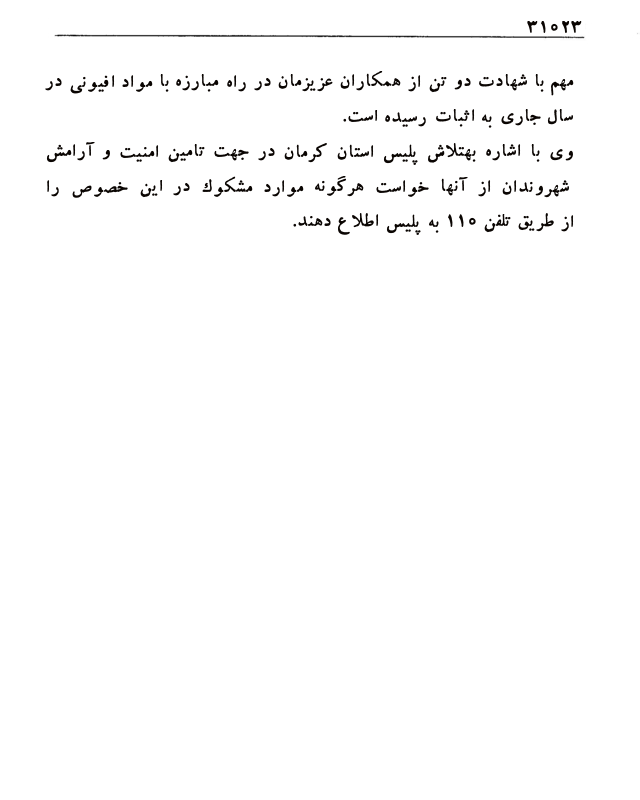 ۳۱۰۲۳
مهم با شهادت دو تن از همکاران عزیزمان در راه مبارزه با مواد افیونی در
سال جاری به اثبات رسیده است.
وی با اشاره بهتلاش پلیس استان کرمان در جهت تامین امنیت و آرامش
شهروندان از آنها خواست هرگونه موارد مشکوك در این خصوص را
از طریق تلفن ۱۱۰ به پلیس اطلاع دهند.